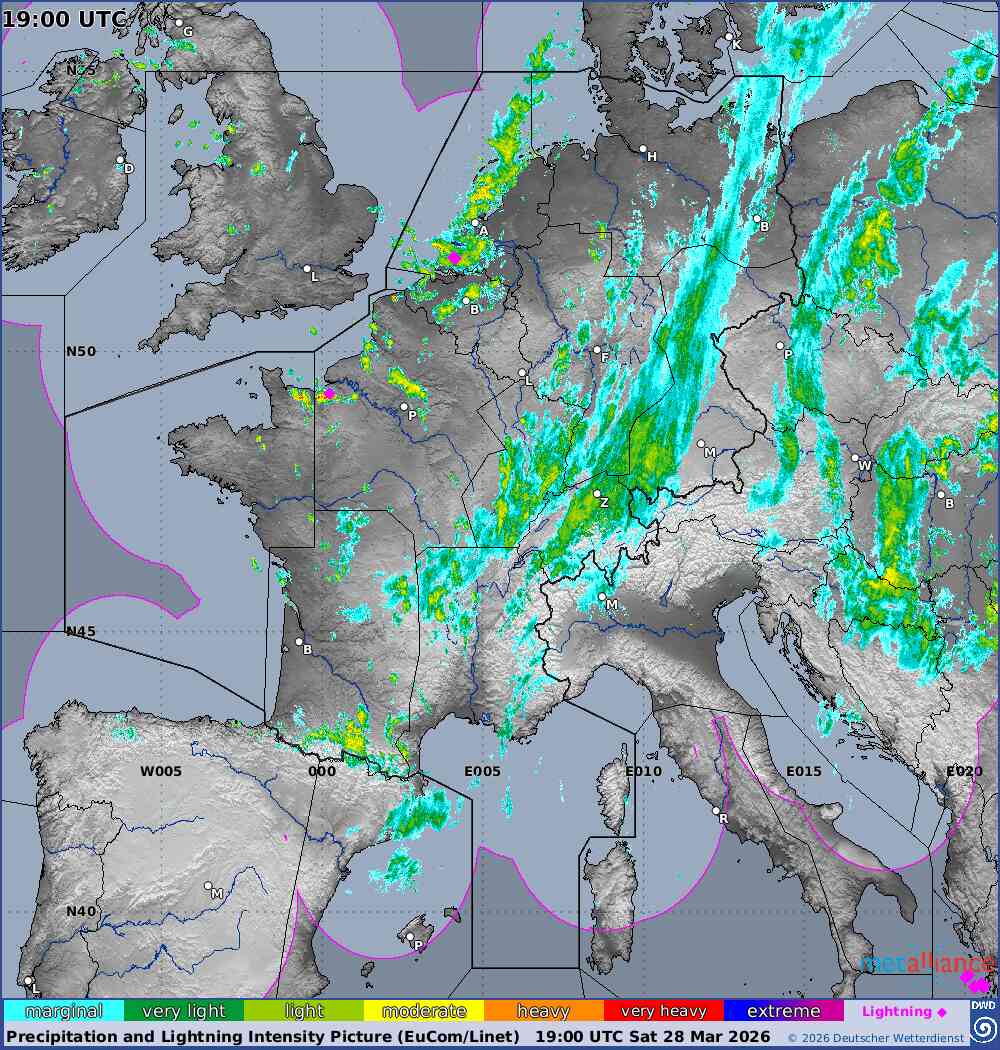 19:00 UTC
G
K
N55
D
H
A
B
L
B
N50
P
F
L
P
M
W
Z
B
M
N45
B
W005
000
E005
E010
E015
E020
R
M
N40
P
L
metalliance
marginal
very light
light
moderate
heavy
very heavy
extreme
Lightning
DWD
Precipitation and Lightning Intensity Picture (EuCom/Linet) 19:00 UTC Sat 28 Mar 2026 © 2026 Deutscher Wetterdienst